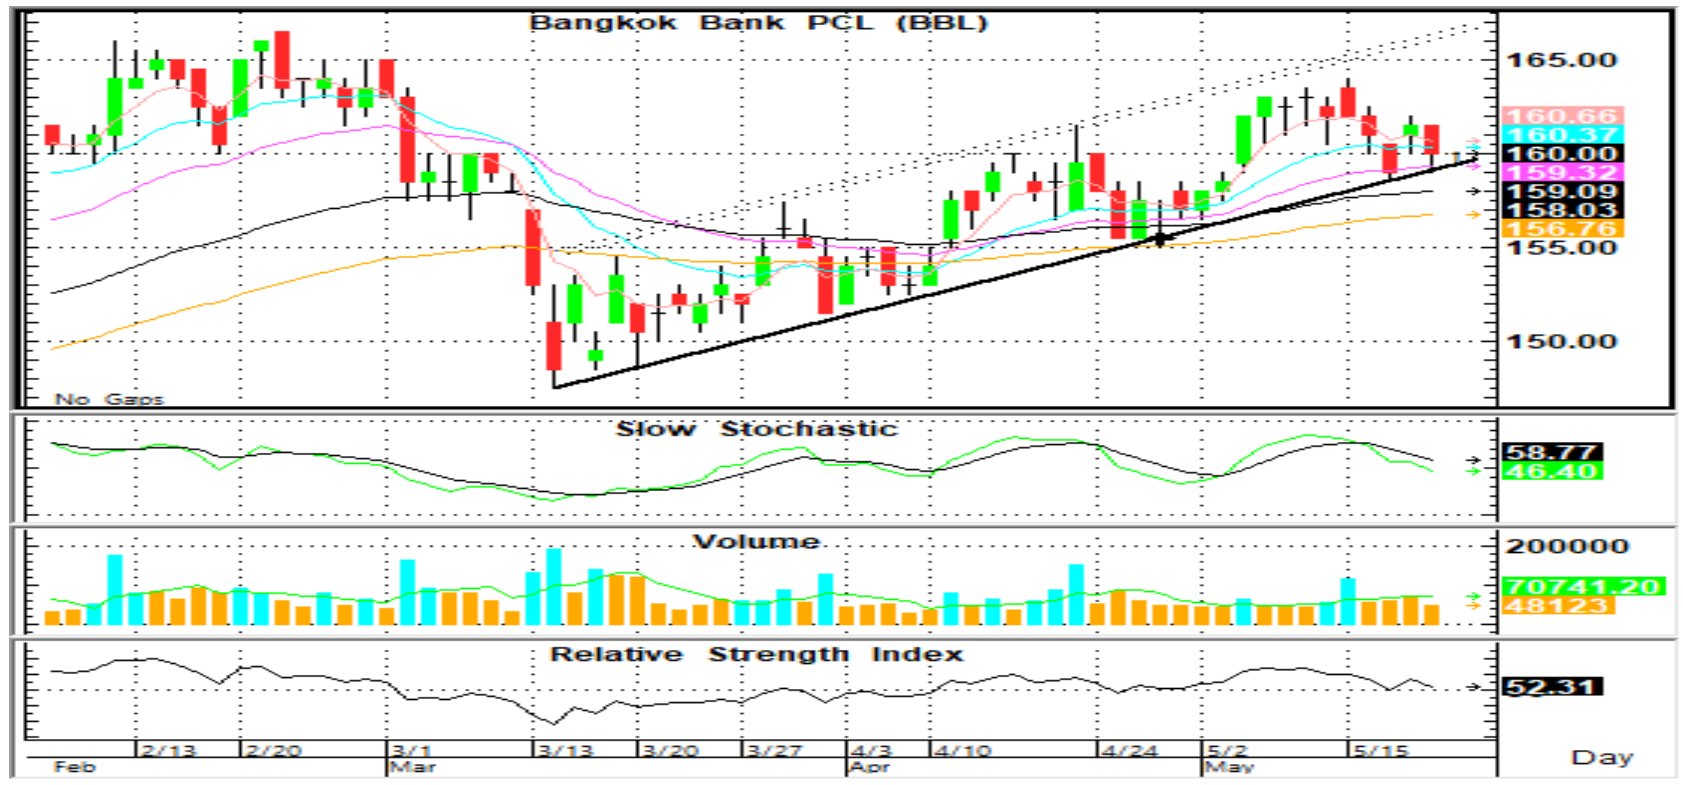 Bangkok Bank PCL (BBL)
165.00
160.66
160.37
160.00
159.32
159.09
158.03
156.76
155.00
150.00
No Gaps
Slow Stochastic
58.77
46.40
Volume
200000
70741.20
48123
Relative Strength Index
52.31
2/13 2/20 3/1 3/13 3/20 3/27 4/3 4/10 4/24 5/2 5/15
Feb Mar Apr May
Day